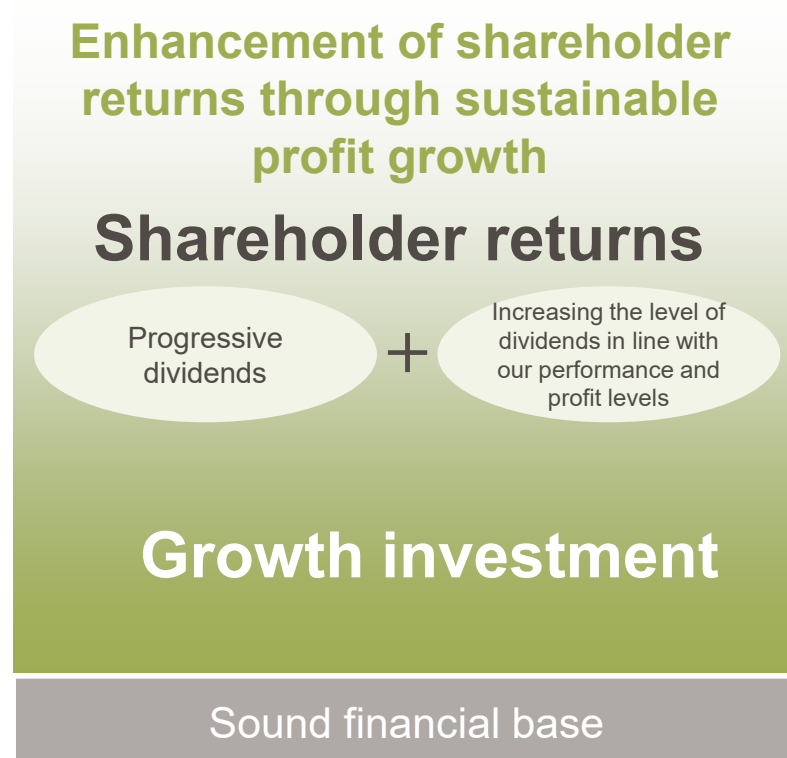 Enhancement of shareholder
returns through sustainable
profit growth
Shareholder returns
Progressive
dividends
+
Increasing the level of
dividends in line with
our performance and
profit levels
Growth investment
Sound financial base